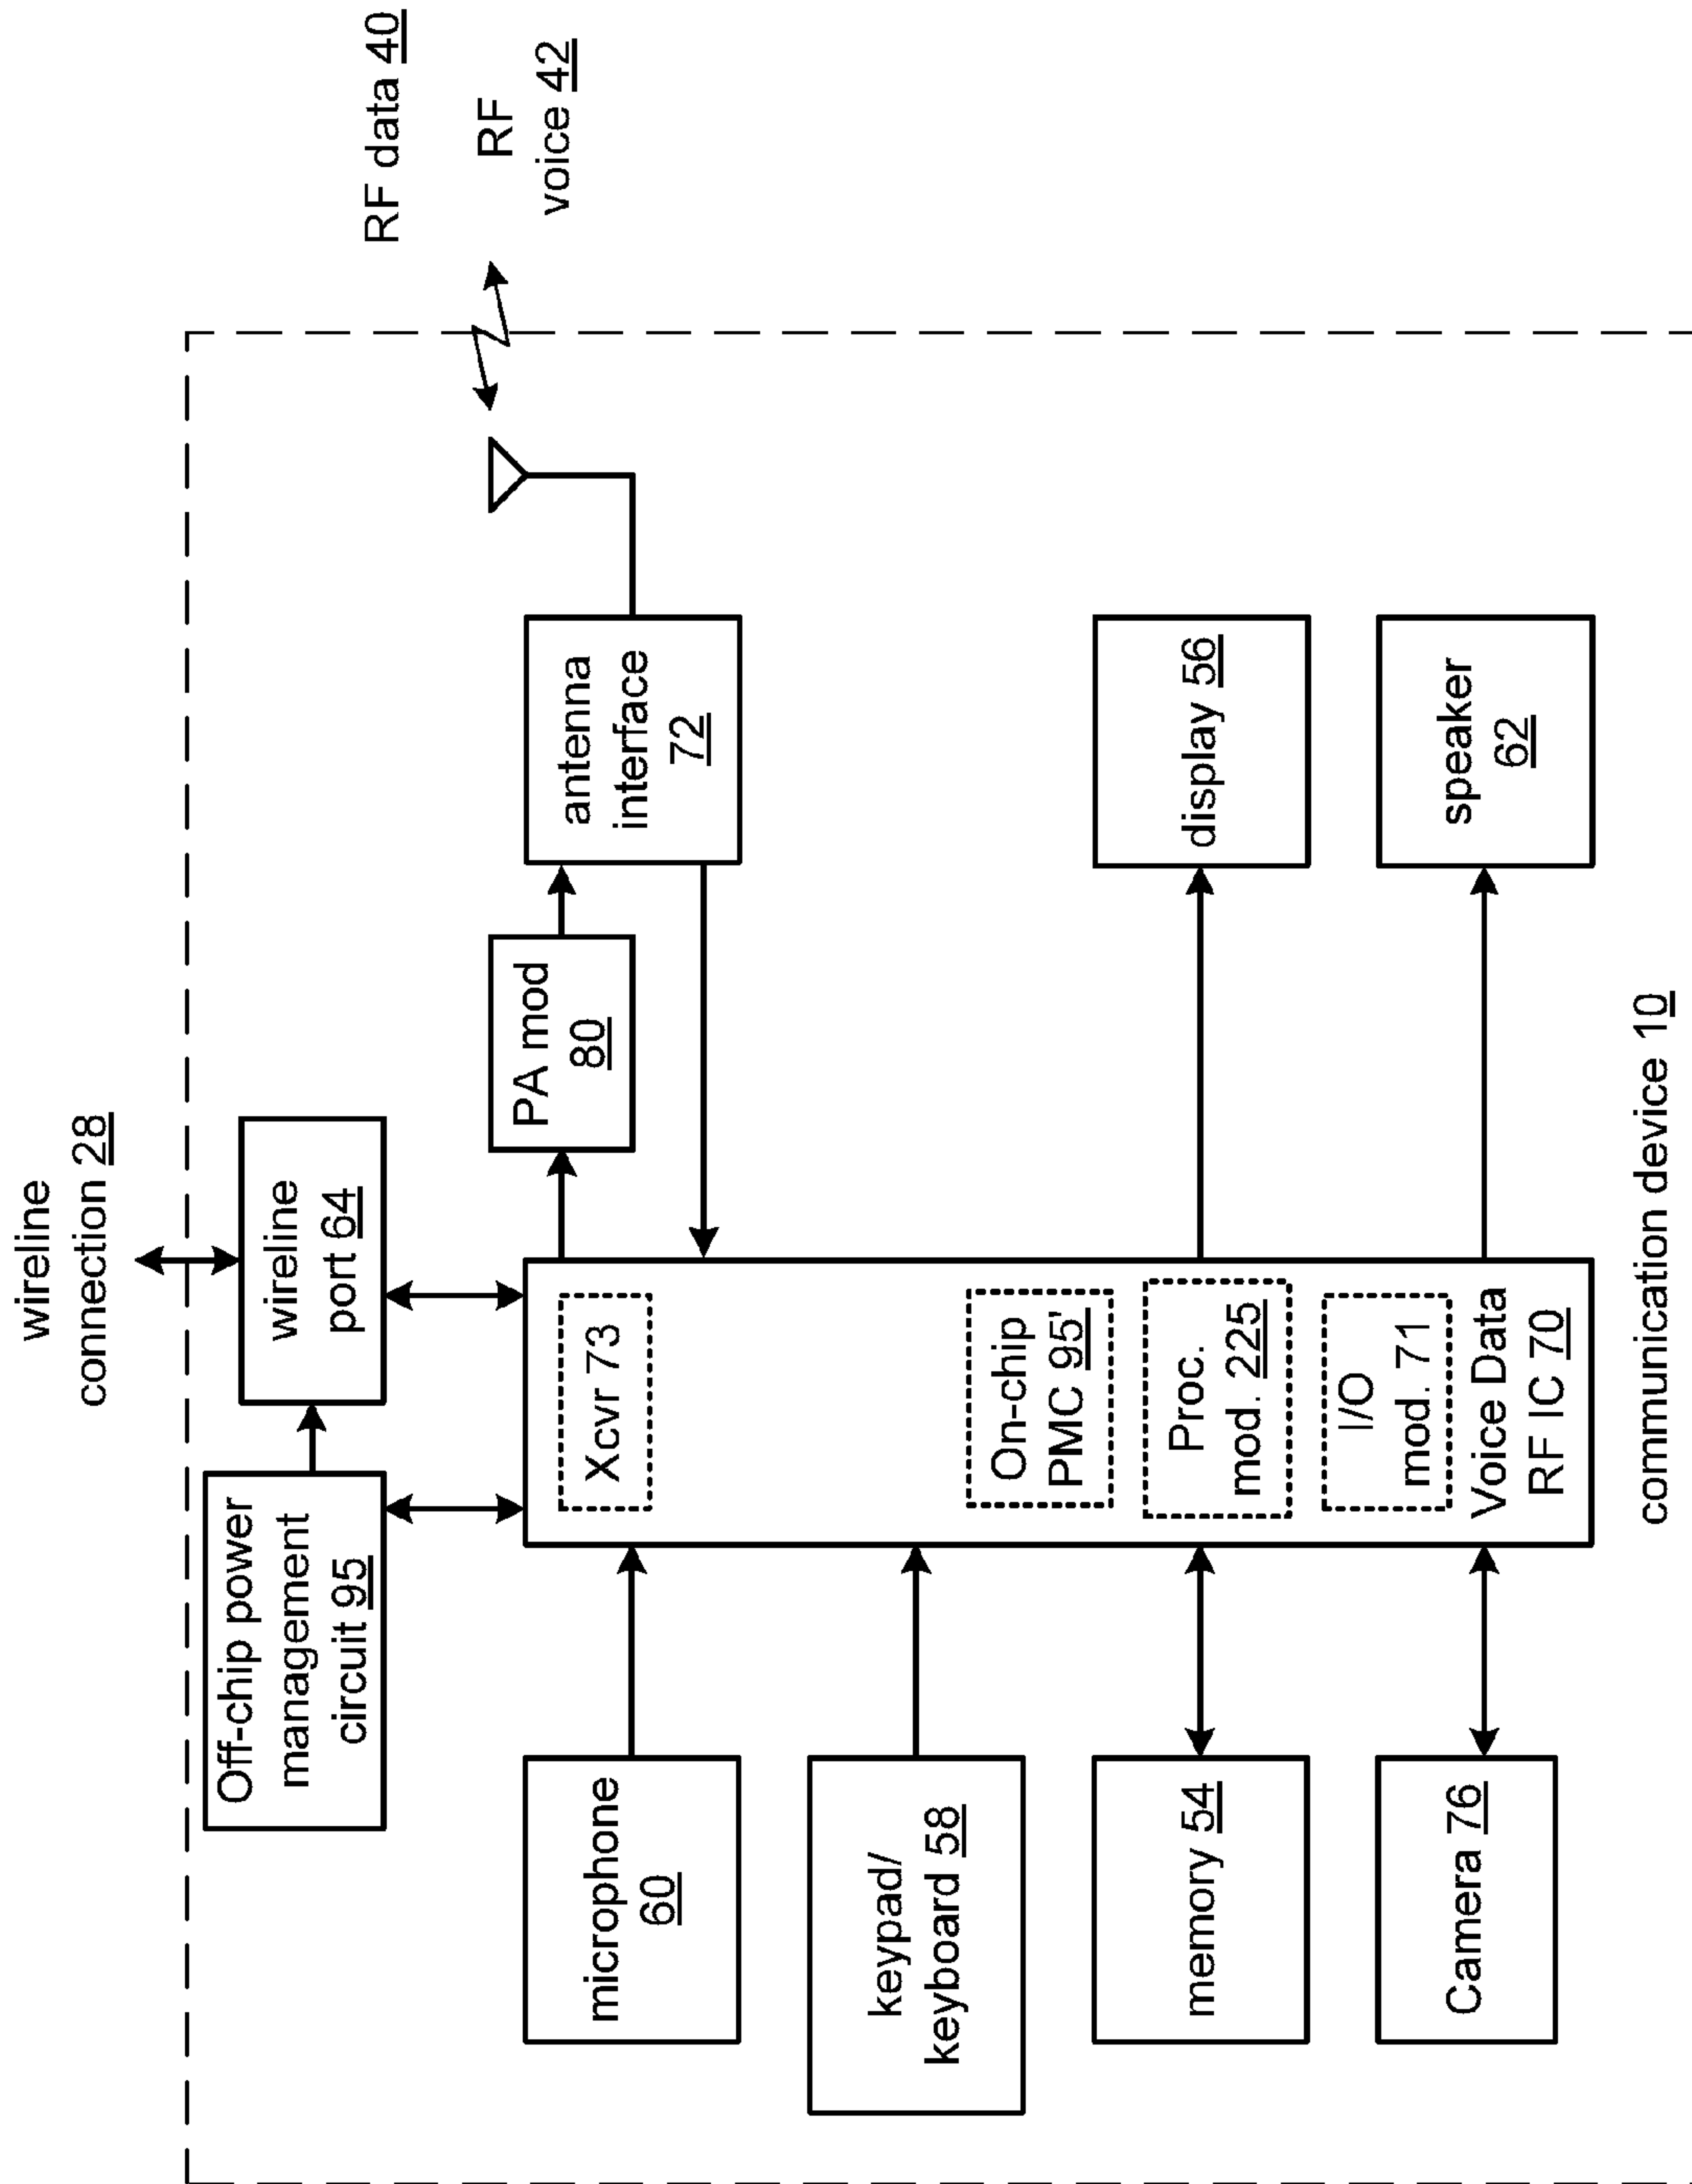 wireline
connection 28
RF data 40
RF
voice 42
Off-chip power
management
circuit 95
wireline
port 64
PA mod
80
antenna
interface
72
microphone
60
keypad/
keyboard 58
memory 54
Camera 76
Xcvr 73
On-chip
PMC 95'
Proc.
mod. 225
I/O
mod. 71
Voice Data
RF IC 70
display 56
speaker
62
communication device 10